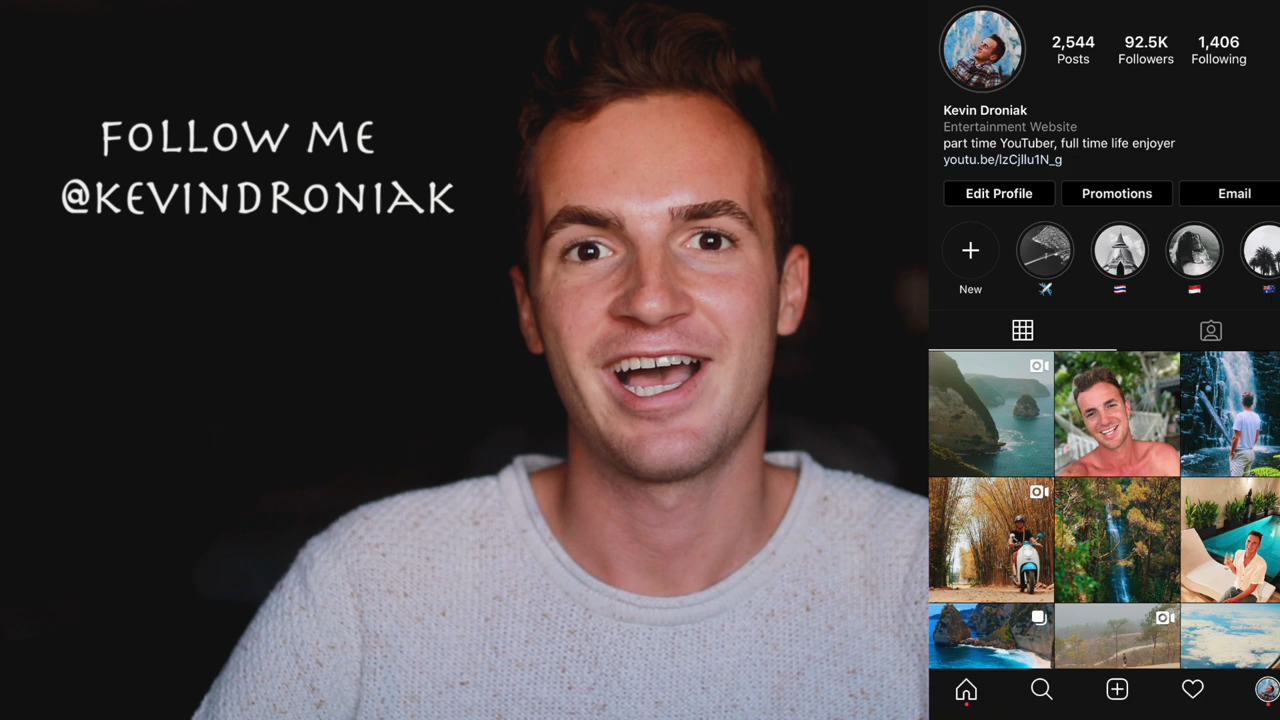 FOLLOW ME
@KEVINDRONIAK
2,544 92.5K 1,406
Posts Followers Following
Kevin Droniak
Entertainment Website
part time YouTuber, full time life enjoyer
youtu.be/lzCjllu1N_g
Edit Profile Promotions Email
New